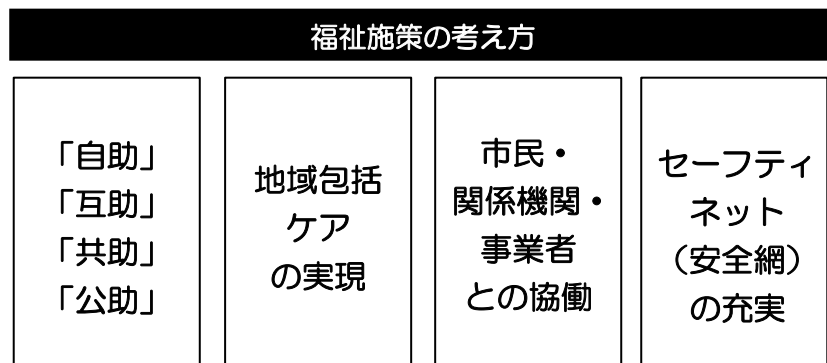 福祉施策の考え方
「自助」
「互助」
「共助」
「公助」
地域包括
ケア
の実現
市民・
関係機関・
事業者
との協働
セーフティ
ネット
（安全網）
の充実